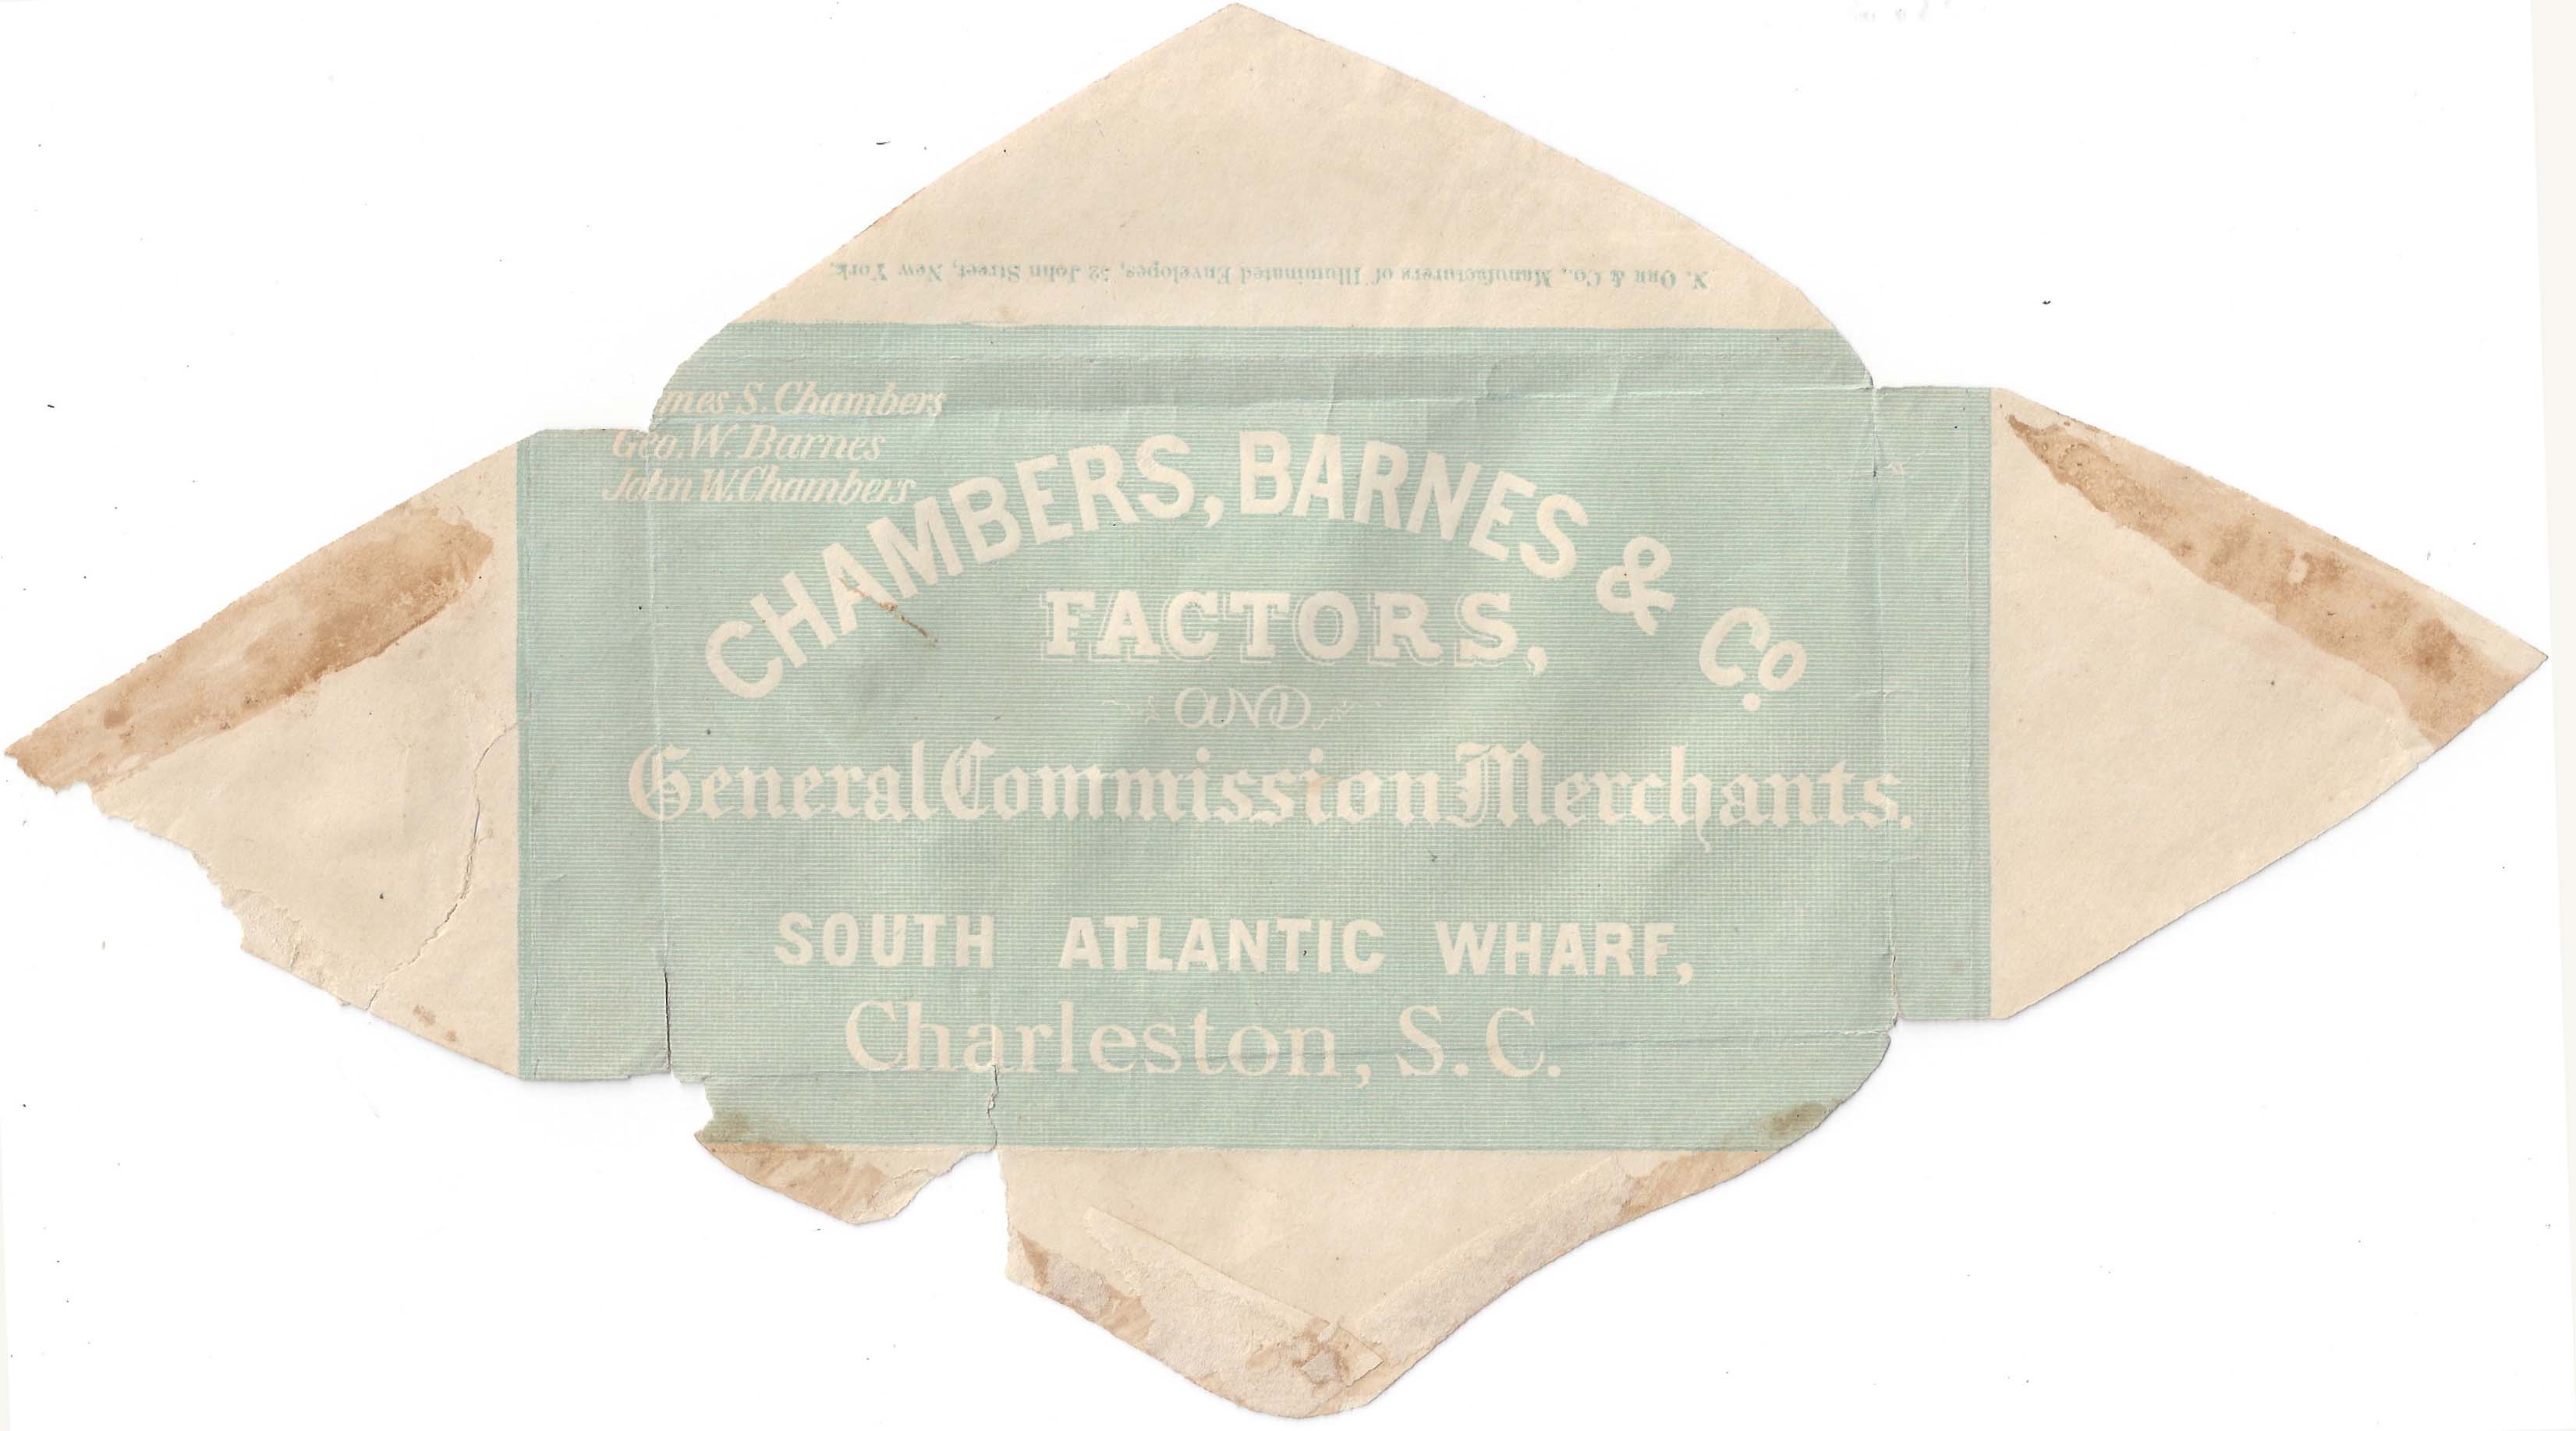 N. Orr & Co., Manufacturers of Illuminated Envelopes, 52 John Street, New York.
mes S. Chambers
Geo. W. Barnes
John W. Chambers
CHAMBERS, BARNES & Co.
FACTORS,
AND
General Commission Merchants.
SOUTH ATLANTIC WHARF,
Charleston, S. C.